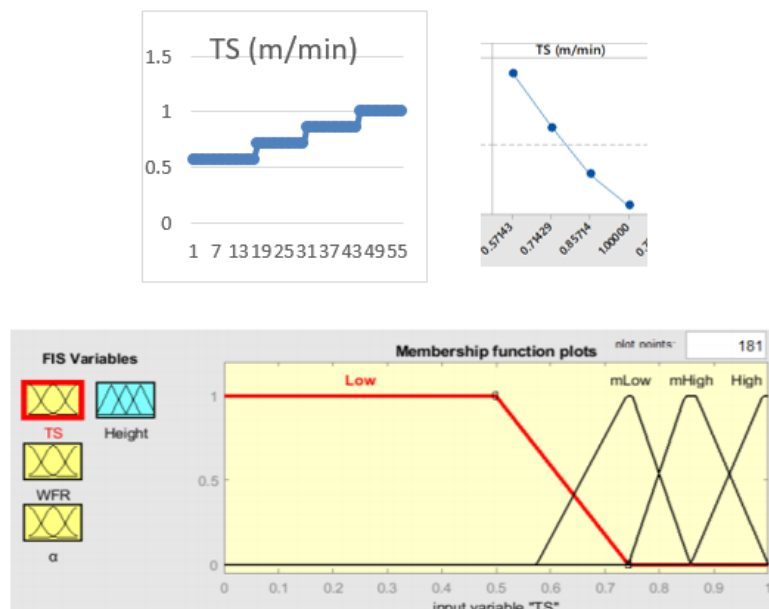 TS (m/min)
1.5
1
0.5
0
1 7 13 19 25 31 37 43 49 55
TS (m/min)
0.57143 0.71429 0.85714 1.00000
FIS Variables
TS
Height
WFR
α
Membership function plots
plot points:
181
Low
mLow
mHigh
High
1
0.5
0
0 0.1 0.2 0.3 0.4 0.5 0.6 0.7 0.8 0.9 1
input variable "TS"